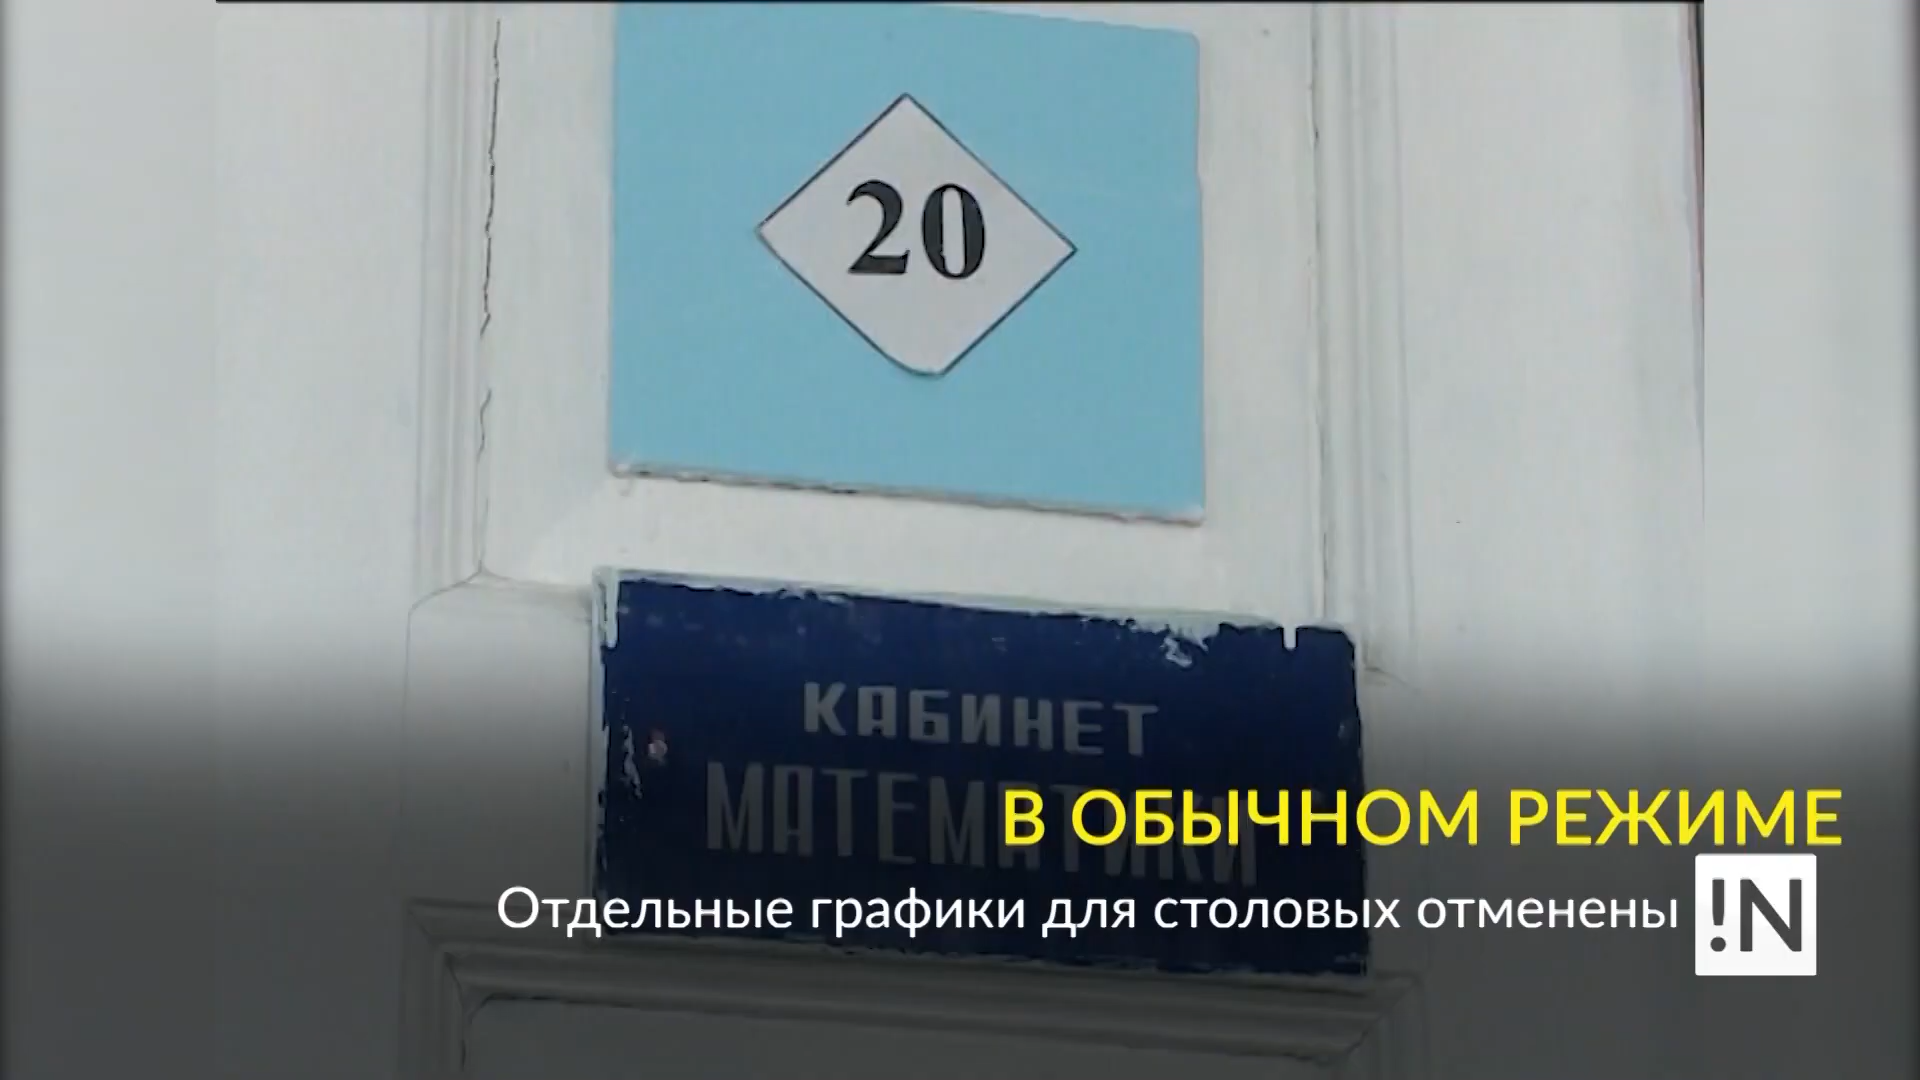 20
КАБИНЕТ
МАТЕМАТИКИ
В ОБЫЧНОМ РЕЖИМЕ
Отдельные графики для столовых отменены
!N